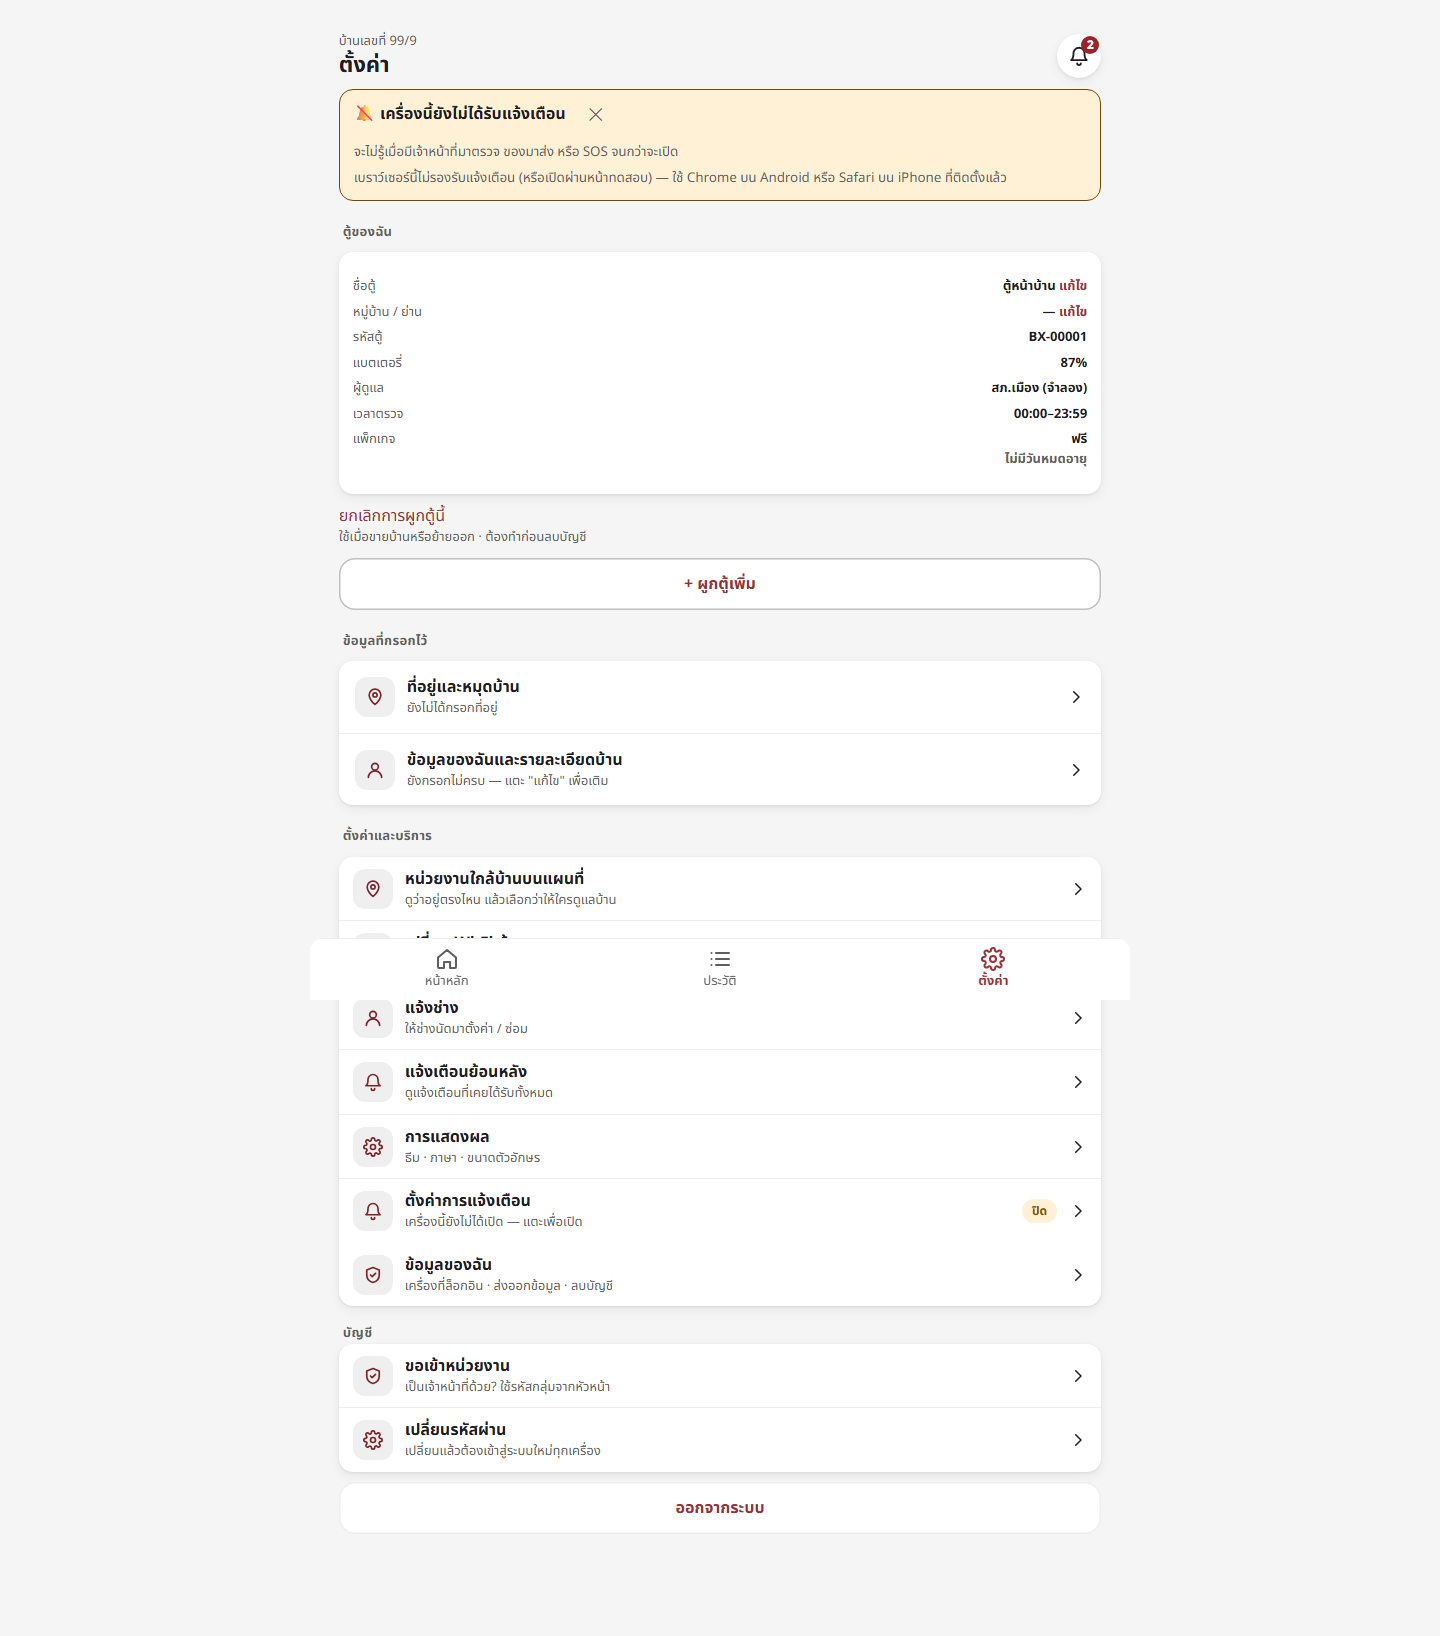 บ้านเลขที่ 99/9
ตั้งค่า
2
เครื่องนี้ยังไม่ได้รับแจ้งเตือน
จะไม่รู้เมื่อมีเจ้าหน้าที่มาตรวจ ของมาส่ง หรือ SOS จนกว่าจะเปิด
เบราว์เซอร์นี้ไม่รองรับแจ้งเตือน (หรือเปิดผ่านหน้าทดสอบ) — ใช้ Chrome บน Android หรือ Safari บน iPhone ที่ติดตั้งแล้ว
ตู้ของฉัน
ชื่อตู้ ตู้หน้าบ้าน แก้ไข
หมู่บ้าน / ย่าน — แก้ไข
รหัสตู้ BX-00001
แบตเตอรี่ 87%
ผู้ดูแล สภ.เมือง (จำลอง)
เวลาตรวจ 00:00–23:59
แพ็กเกจ ฟรี
ไม่มีวันหมดอายุ
ยกเลิกการผูกตู้นี้
ใช้เมื่อขายบ้านหรือย้ายออก · ต้องทำก่อนลบบัญชี
+ ผูกตู้เพิ่ม
ข้อมูลที่กรอกไว้
ที่อยู่และหมุดบ้าน
ยังไม่ได้กรอกที่อยู่
ข้อมูลของฉันและรายละเอียดบ้าน
ยังกรอกไม่ครบ — แตะ "แก้ไข" เพื่อเติม
ตั้งค่าและบริการ
หน่วยงานใกล้บ้านบนแผนที่
ดูว่าอยู่ตรงไหน แล้วเลือกว่าให้ใครดูแลบ้าน
หน้าหลัก
ประวัติ
ตั้งค่า
แจ้งช่าง
ให้ช่างนัดมาตั้งค่า / ซ่อม
แจ้งเตือนย้อนหลัง
ดูแจ้งเตือนที่เคยได้รับทั้งหมด
การแสดงผล
ธีม · ภาษา · ขนาดตัวอักษร
ตั้งค่าการแจ้งเตือน
เครื่องนี้ยังไม่ได้เปิด — แตะเพื่อเปิด
ปิด
ข้อมูลของฉัน
เครื่องที่ล็อกอิน · ส่งออกข้อมูล · ลบบัญชี
บัญชี
ขอเข้าหน่วยงาน
เป็นเจ้าหน้าที่ด้วย? ใช้รหัสกลุ่มจากหัวหน้า
เปลี่ยนรหัสผ่าน
เปลี่ยนแล้วต้องเข้าสู่ระบบใหม่ทุกเครื่อง
ออกจากระบบ